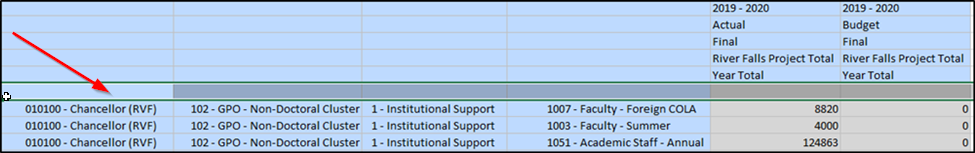 2019 - 2020 2019 - 2020
Actual Budget
Final Final
River Falls Project Total River Falls Project Total
Year Total Year Total
010100 - Chancellor (RVF) 102 - GPO - Non-Doctoral Cluster 1 - Institutional Support 1007 - Faculty - Foreign COLA 8820 0
010100 - Chancellor (RVF) 102 - GPO - Non-Doctoral Cluster 1 - Institutional Support 1003 - Faculty - Summer 4000 0
010100 - Chancellor (RVF) 102 - GPO - Non-Doctoral Cluster 1 - Institutional Support 1051 - Academic Staff - Annual 124863 0